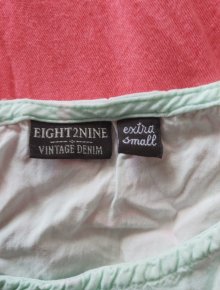 EIGHT2NINE
VINTAGE DENIM
extra
small